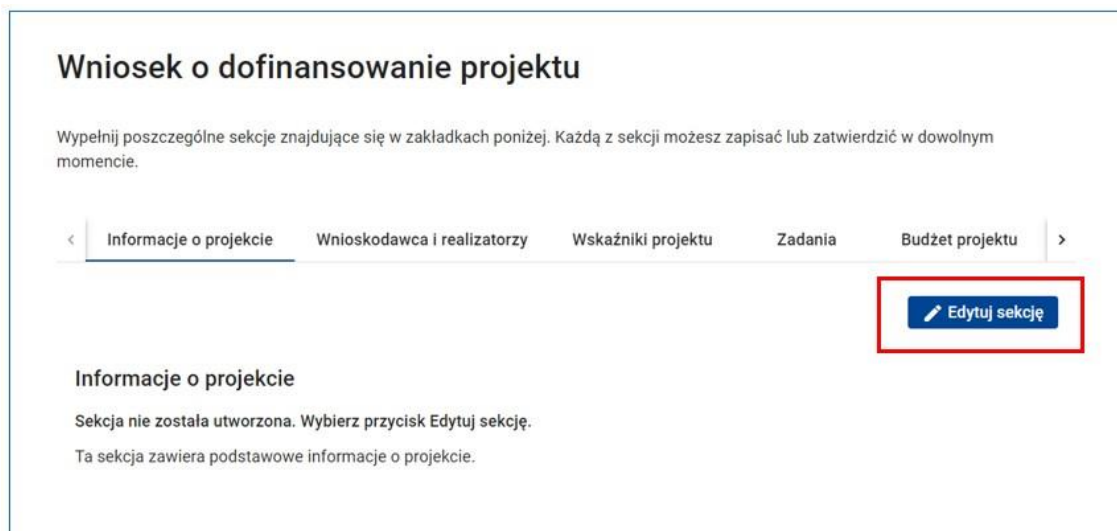 Wniosek o dofinansowanie projektu
Wypełnij poszczególne sekcje znajdujące się w zakładkach poniżej. Każdą z sekcji możesz zapisać lub zatwierdzić w dowolnym
momencie.
< Informacje o projekcie Wnioskodawca i realizatorzy Wskaźniki projektu Zadania Budżet projektu >
Edytuj sekcję
Informacje o projekcie
Sekcja nie została utworzona. Wybierz przycisk Edytuj sekcję.
Ta sekcja zawiera podstawowe informacje o projekcie.